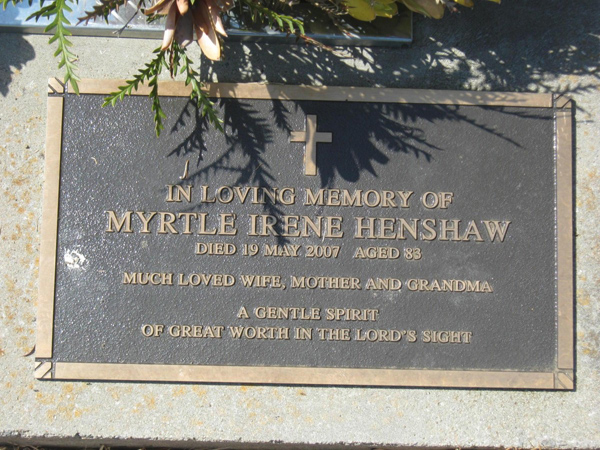 IN LOVING MEMORY OF
MYRTLE IRENE HENSHAW
DIED 19 MAY 2007 AGED 83
MUCH LOVED WIFE, MOTHER AND GRANDMA
A GENTLE SPIRIT
OF GREAT WORTH IN THE LORD'S SIGHT